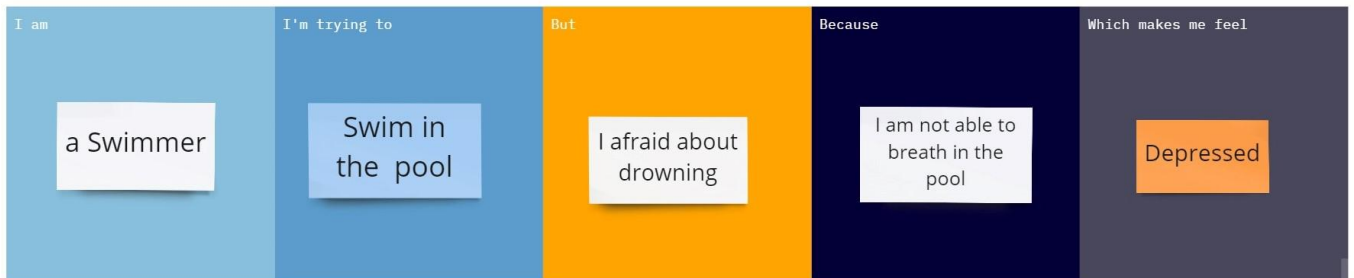 I am
a Swimmer
I'm trying to
Swim in
the pool
But
I afraid about
drowning
Because
I am not able to
breath in the
pool
Which makes me feel
Depressed